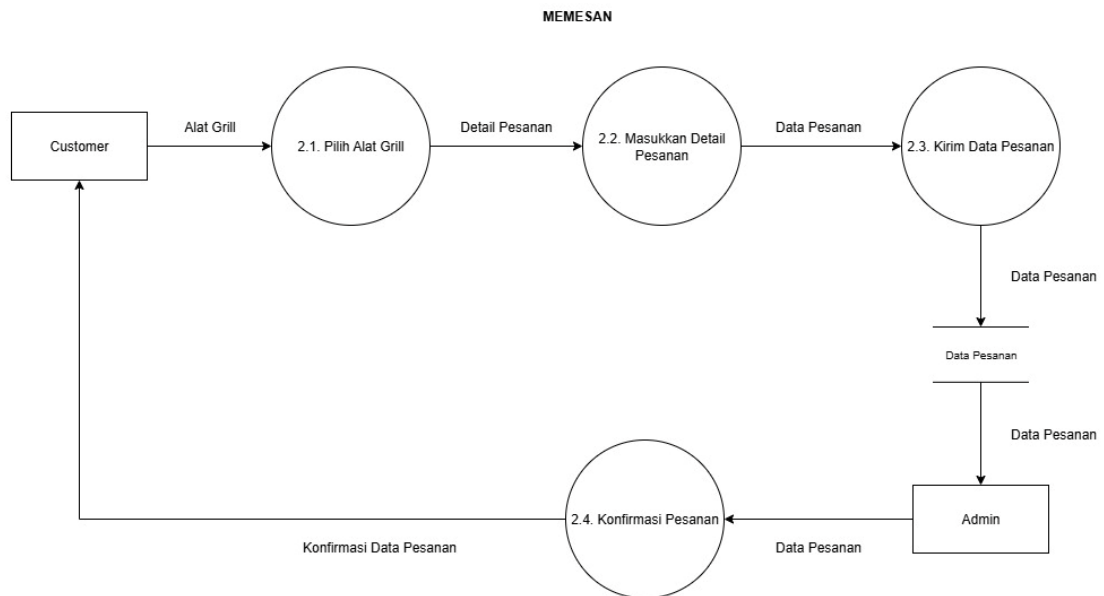 MEMESAN
Customer
Alat Grill
2.1. Pilih Alat Grill
Detail Pesanan
2.2. Masukkan Detail
Pesanan
Data Pesanan
2.3. Kirim Data Pesanan
Data Pesanan
Data Pesanan
Data Pesanan
Admin
Data Pesanan
2.4. Konfirmasi Pesanan
Konfirmasi Data Pesanan